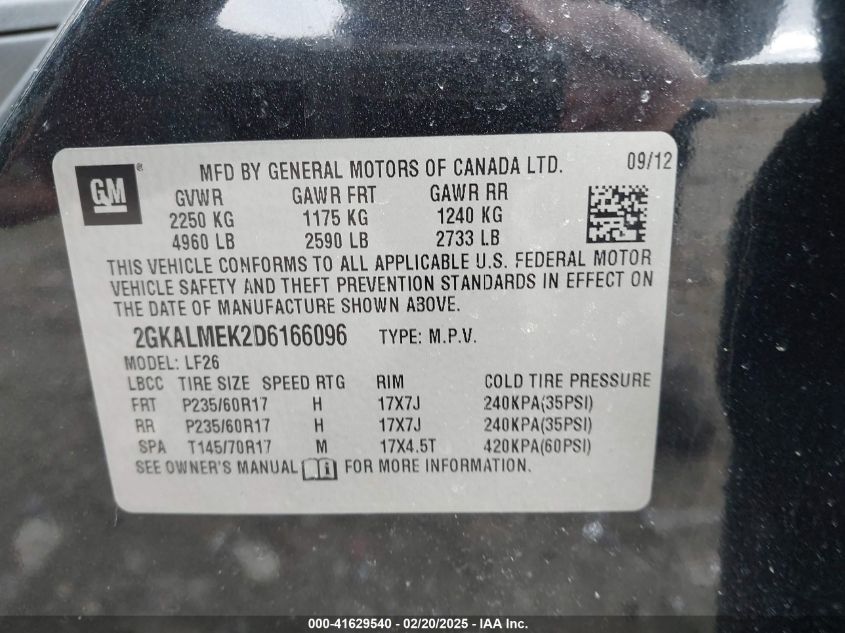 GM ® MFD BY GENERAL MOTORS OF CANADA LTD. 09/12
GVWR GAWR FRT GAWR RR
2250 KG 1175 KG 1240 KG
4960 LB 2590 LB 2733 LB
THIS VEHICLE CONFORMS TO ALL APPLICABLE U.S. FEDERAL MOTOR
VEHICLE SAFETY AND THEFT PREVENTION STANDARDS IN EFFECT ON
THE DATE OF MANUFACTURE SHOWN ABOVE.
2GKALMEK2D6166096 TYPE: M.P.V.
MODEL: LF26
LBCC TIRE SIZE SPEED RTG RIM COLD TIRE PRESSURE
FRT P235/60R17 H 17X7J 240KPA(35PSI)
RR P235/60R17 H 17X7J 240KPA(35PSI)
SPA T145/70R17 M 17X4.5T 420KPA(60PSI)
SEE OWNER'S MANUAL FOR MORE INFORMATION.
000-41629540 - 02/20/2025 - IAA Inc.